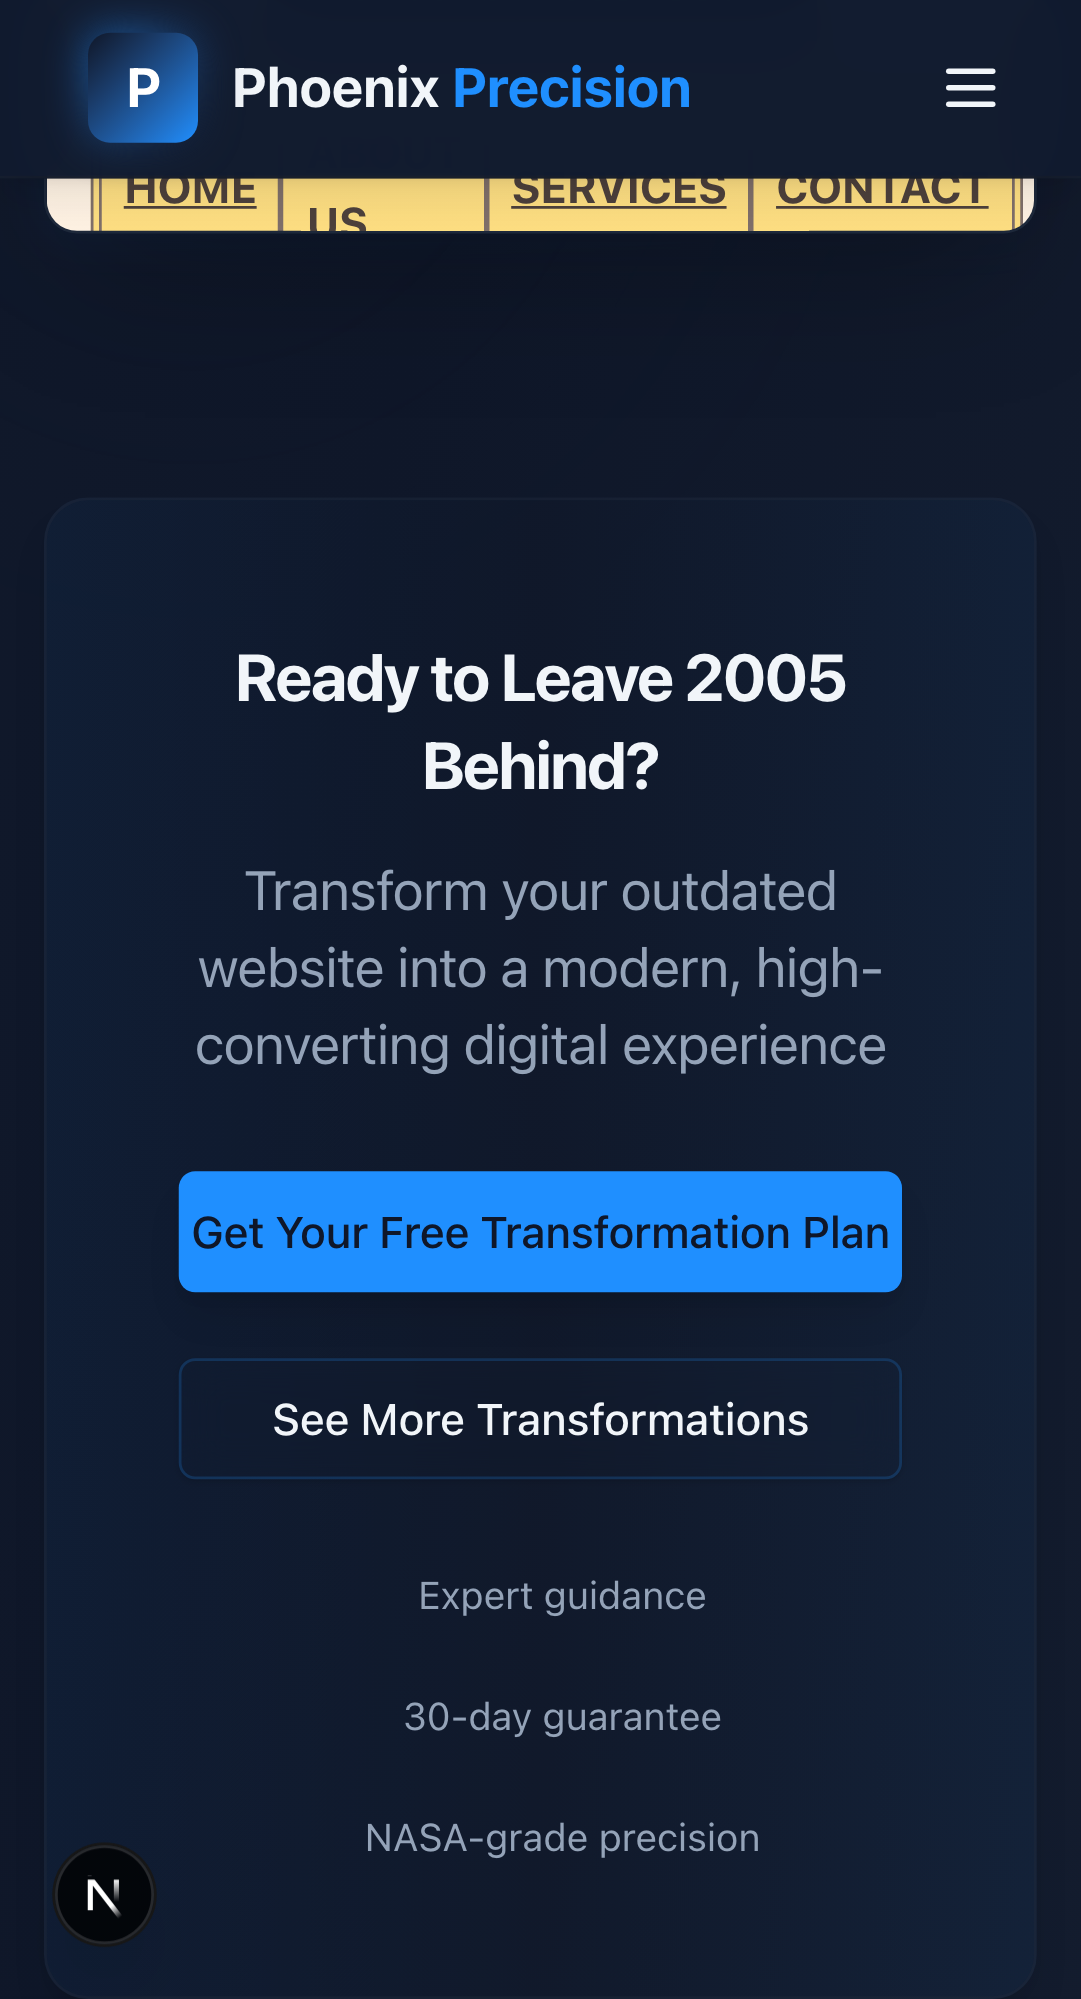 P Phoenix Precision
HOME US SERVICES CONTACT
Ready to Leave 2005
Behind?
Transform your outdated
website into a modern, high-
converting digital experience
Get Your Free Transformation Plan
See More Transformations
Expert guidance
30-day guarantee
NASA-grade precision
N